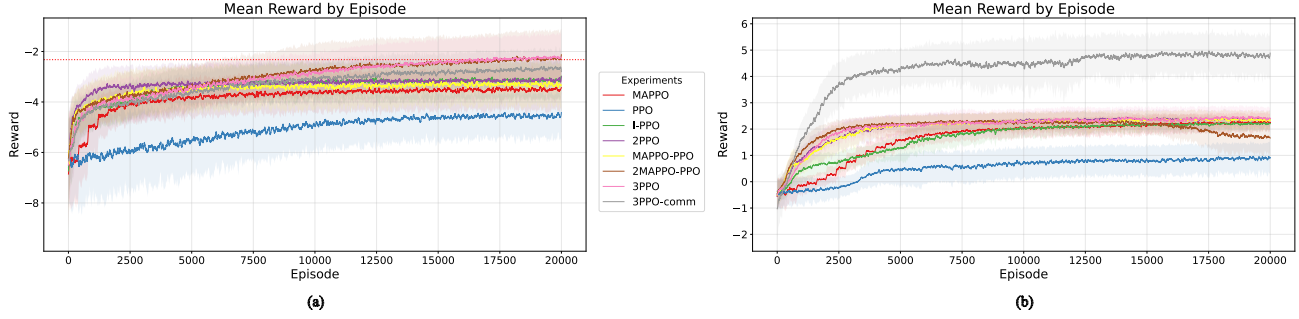 Mean Reward by Episode
Reward
−2
−4
−6
−8
0 2500 5000 7500 10000 12500 15000 17500 20000
Episode
(a)
Experiments
MAPPO
PPO
I-PPO
2PPO
MAPPO-PPO
2MAPPO-PPO
3PPO
3PPO-comm
Mean Reward by Episode
Reward
6
5
4
3
2
1
0
−1
−2
0 2500 5000 7500 10000 12500 15000 17500 20000
Episode
(b)